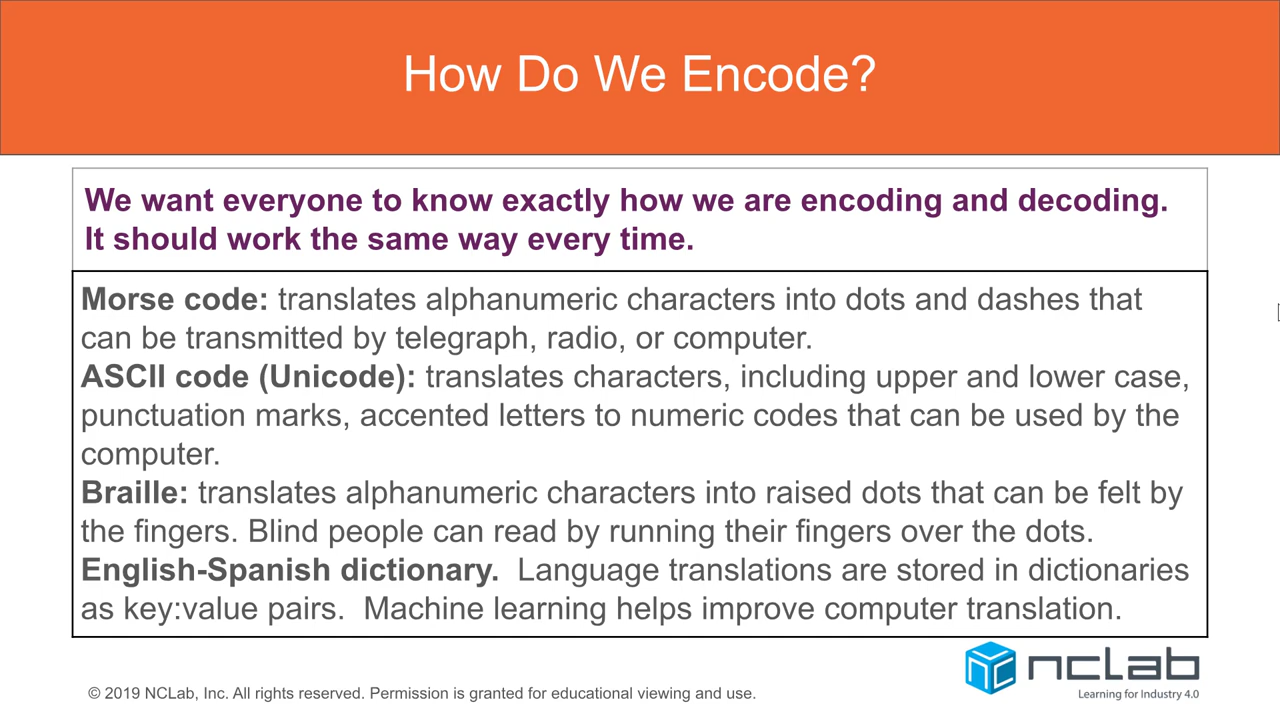 How Do We Encode?
We want everyone to know exactly how we are encoding and decoding.
It should work the same way every time.
Morse code: translates alphanumeric characters into dots and dashes that
can be transmitted by telegraph, radio, or computer.
ASCII code (Unicode): translates characters, including upper and lower case,
punctuation marks, accented letters to numeric codes that can be used by the
computer.
Braille: translates alphanumeric characters into raised dots that can be felt by
the fingers. Blind people can read by running their fingers over the dots.
English-Spanish dictionary.  Language translations are stored in dictionaries
as key:value pairs.  Machine learning helps improve computer translation.
nclab
Learning for Industry 4.0
© 2019 NCLab, Inc. All rights reserved. Permission is granted for educational viewing and use.